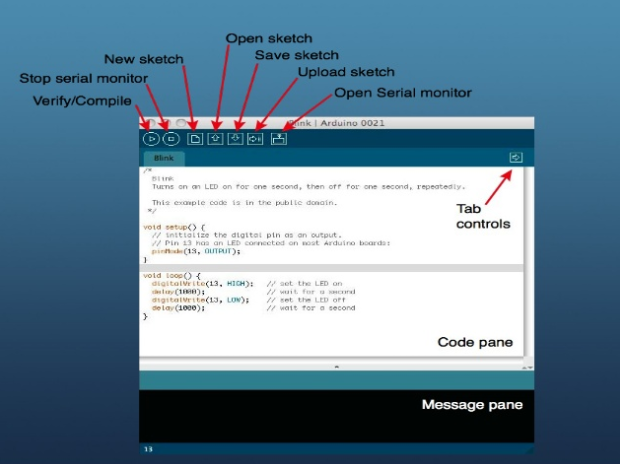 Open sketch
Save sketch
New sketch
Upload sketch
Stop serial monitor
Open Serial monitor
Verify/Compile
Blink | Arduino 0021
Blink
/*
Blink
Turns on an LED on for one second, then off for one second, repeatedly.
This example code is in the public domain.
*/
Tab
controls
void setup() {
// initialize the digital pin as an output.
// Pin 13 has an LED connected on most Arduino boards:
pinMode(13, OUTPUT);
}
void loop() {
digitalWrite(13, HIGH);   // set the LED on
delay(1000);              // wait for a second
digitalWrite(13, LOW);    // set the LED off
delay(1000);              // wait for a second
}
Code pane
Message pane
13